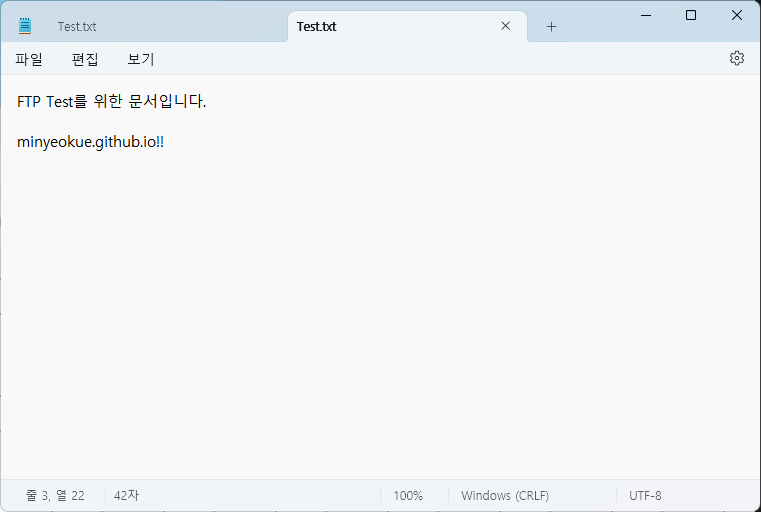 Test.txt
Test.txt
파일 편집 보기
FTP Test를 위한 문서입니다.
minyeokue.github.io!!
줄 3, 열 22 42자 100% Windows (CRLF) UTF-8